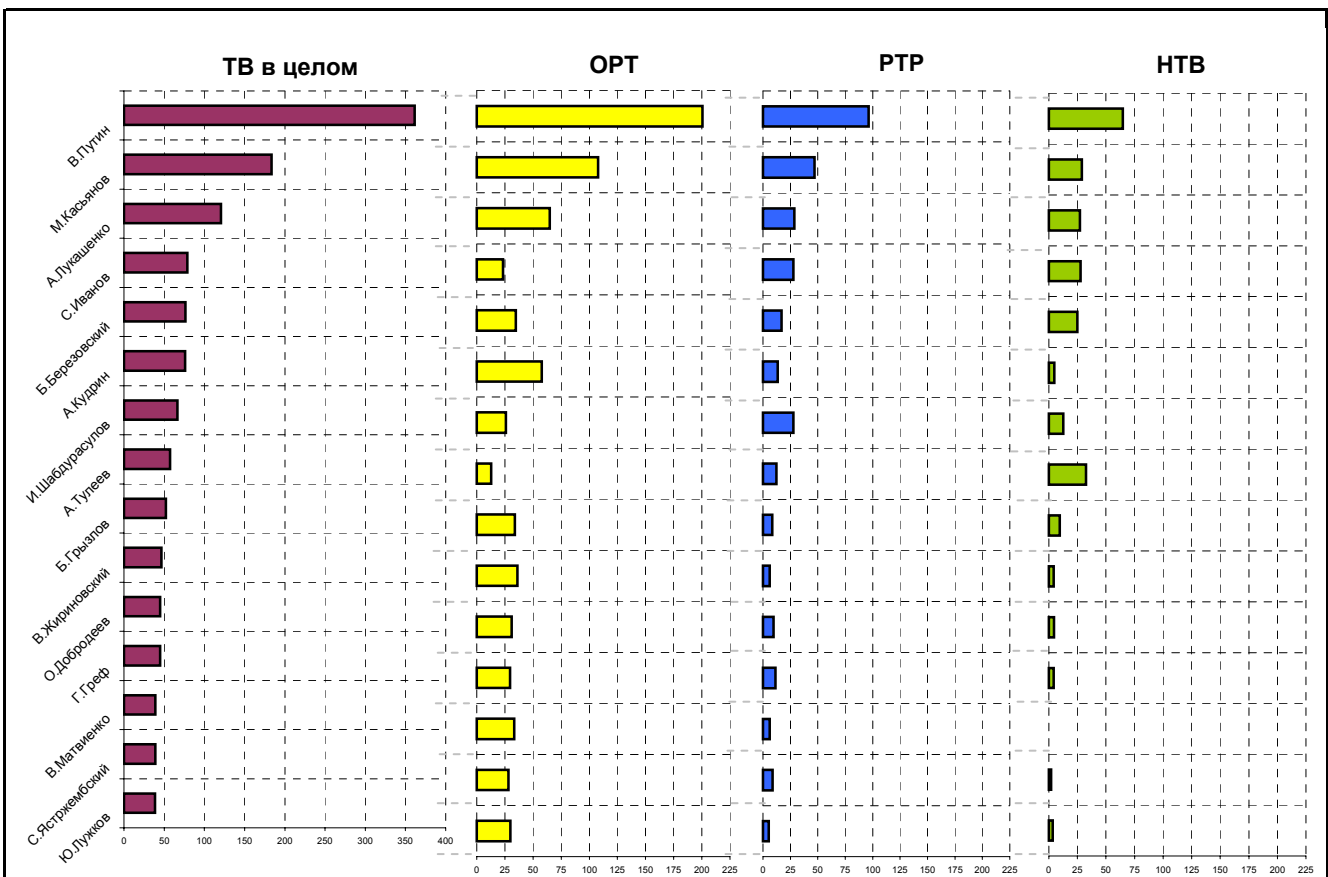 ТВ в целом
ОРТ
РТР
НТВ
В.Путин
М.Касьянов
А.Лукашенко
С.Иванов
Б.Березовский
А.Кудрин
И.Шабдурасулов
А.Тулеев
Б.Грызлов
В.Жириновский
О.Добродеев
Г.Греф
В.Матвиенко
С.Ястржембский
Ю.Лужков
0 50 100 150 200 250 300 350 400
0 25 50 75 100 125 150 175 200 225
0 25 50 75 100 125 150 175 200 225
0 25 50 75 100 125 150 175 200 225